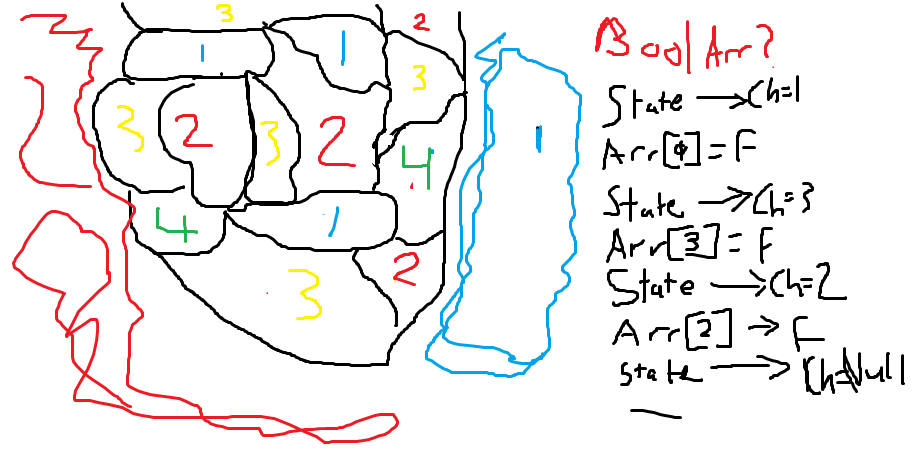 3
2
1
1
3
3
2
3
2
4
4
1
1
3
2
Bool Arr?
State → Ch=1
Arr[0] = F
State → Ch=3
Arr[3] = F
State → Ch=2
Arr[2] → F
State → Ch=Null